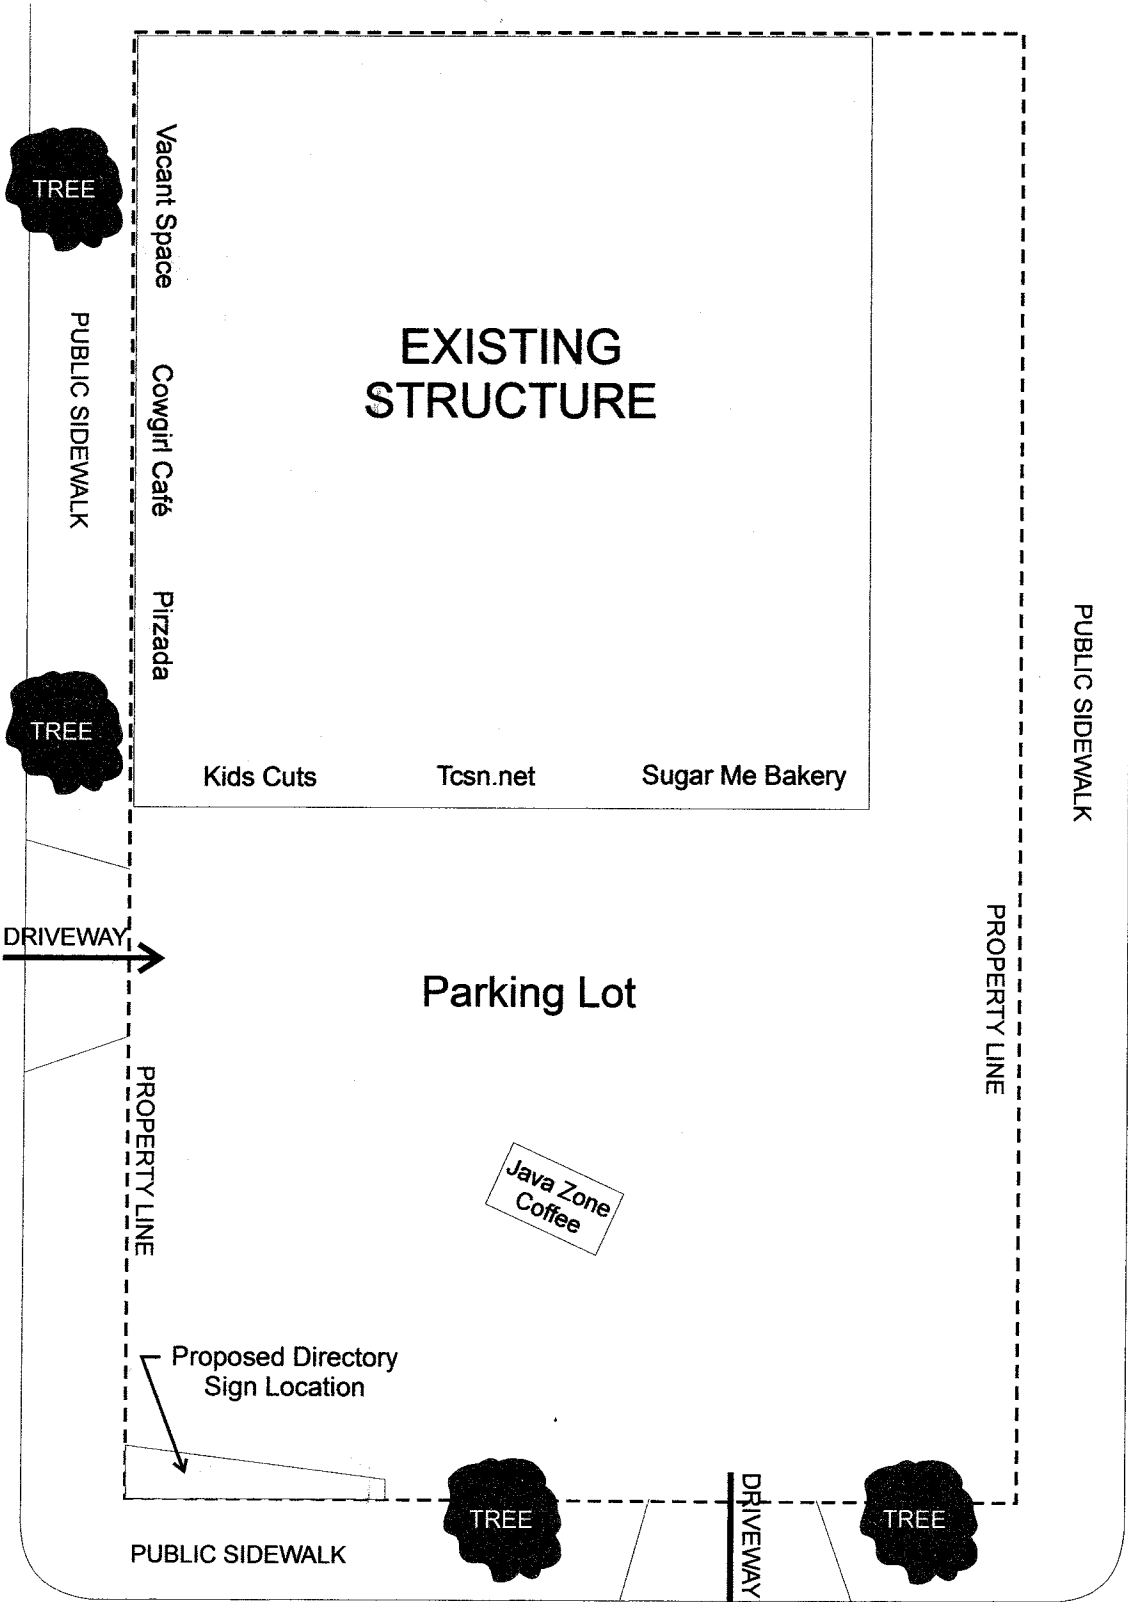 TREE
Vacant Space
PUBLIC SIDEWALK
EXISTING
STRUCTURE
Cowgirl Café
Pirzada
PUBLIC SIDEWALK
TREE
Kids Cuts
Tcsn.net
Sugar Me Bakery
DRIVEWAY
PROPERTY LINE
Parking Lot
PROPERTY LINE
Java Zone
Coffee
Proposed Directory
Sign Location
TREE
DRIVEWAY
TREE
PUBLIC SIDEWALK